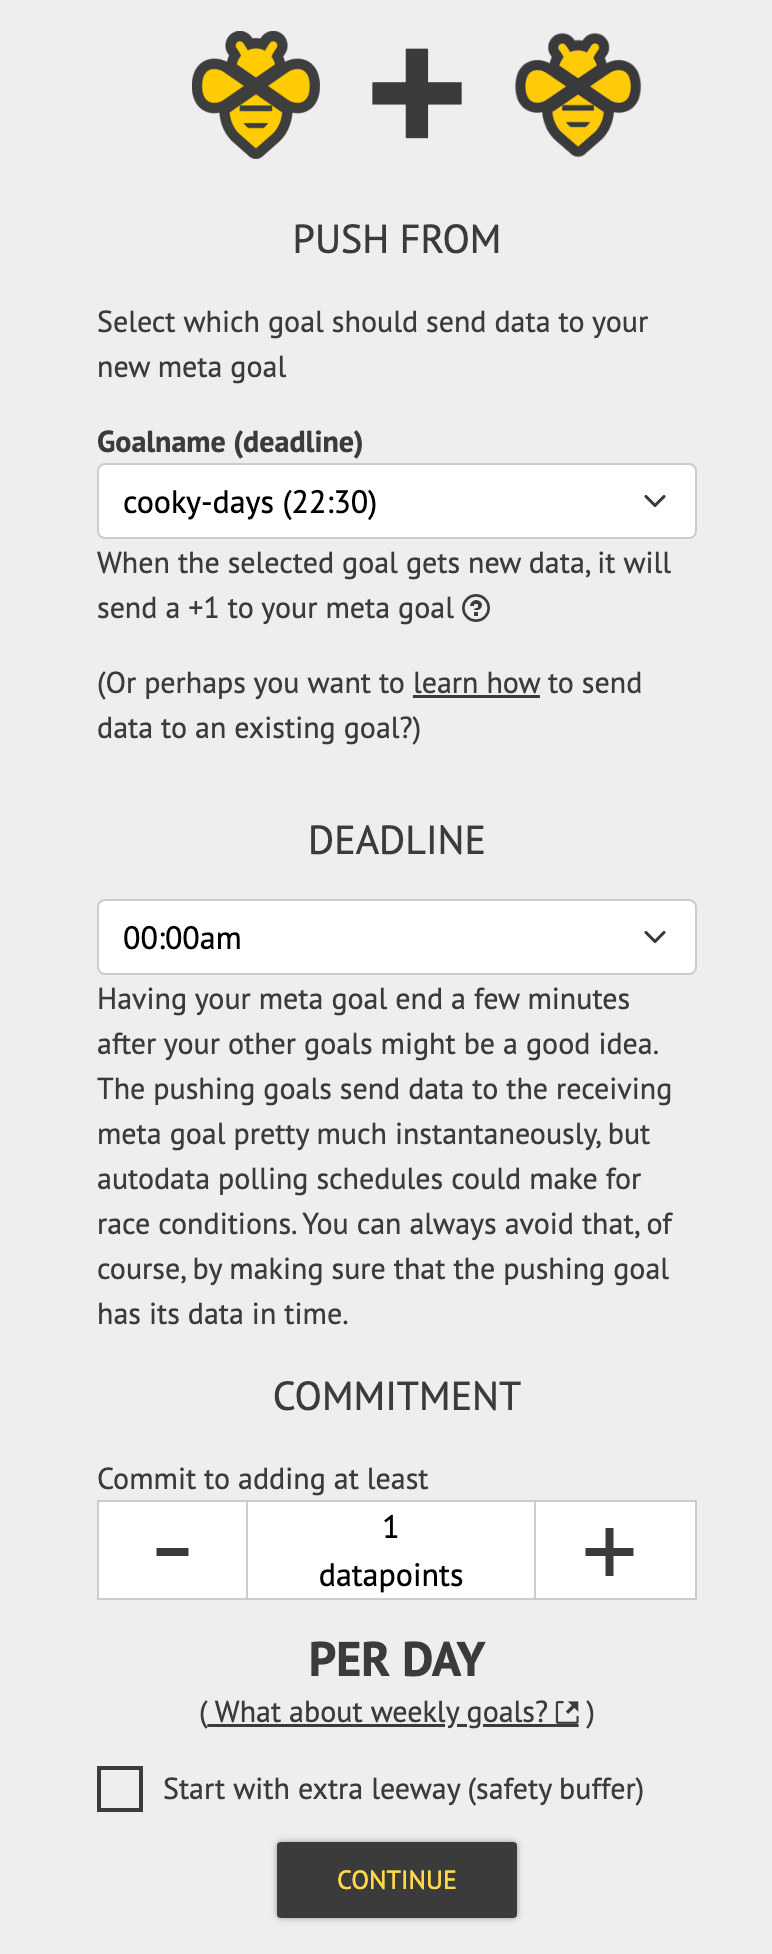 PUSH FROM
Select which goal should send data to your
new meta goal
Goalname (deadline)
cooky-days (22:30)
When the selected goal gets new data, it will
send a +1 to your meta goal ?
(Or perhaps you want to learn how to send
data to an existing goal?)
DEADLINE
00:00am
Having your meta goal end a few minutes
after your other goals might be a good idea.
The pushing goals send data to the receiving
meta goal pretty much instantaneously, but
autodata polling schedules could make for
race conditions. You can always avoid that, of
course, by making sure that the pushing goal
has its data in time.
COMMITMENT
Commit to adding at least
1
datapoints
PER DAY
( What about weekly goals? )
Start with extra leeway (safety buffer)
CONTINUE